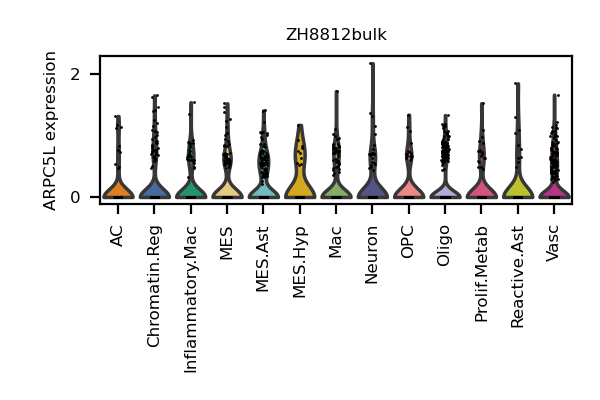 ZH8812bulk
ARPC5L expression
2
0
AC
Chromatin.Reg
Inflammatory.Mac
MES
MES.Ast
MES.Hyp
Mac
Neuron
OPC
Oligo
Prolif.Metab
Reactive.Ast
Vasc